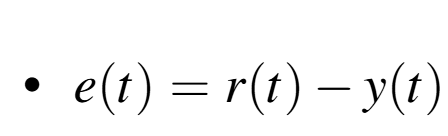 • e(t) = r(t) − y(t)